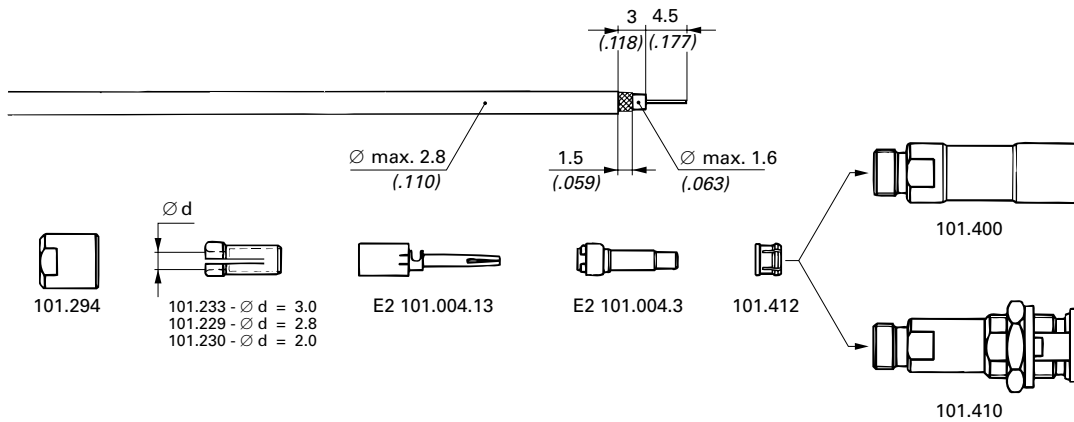 3 4.5
(.118) (.177)
∅ max. 2.8
(.110)
1.5
(.059)
∅ max. 1.6
(.063)
101.400
∅ d
101.294
101.233 - ∅ d = 3.0
101.229 - ∅ d = 2.8
101.230 - ∅ d = 2.0
E2 101.004.13
E2 101.004.3
101.412
101.410